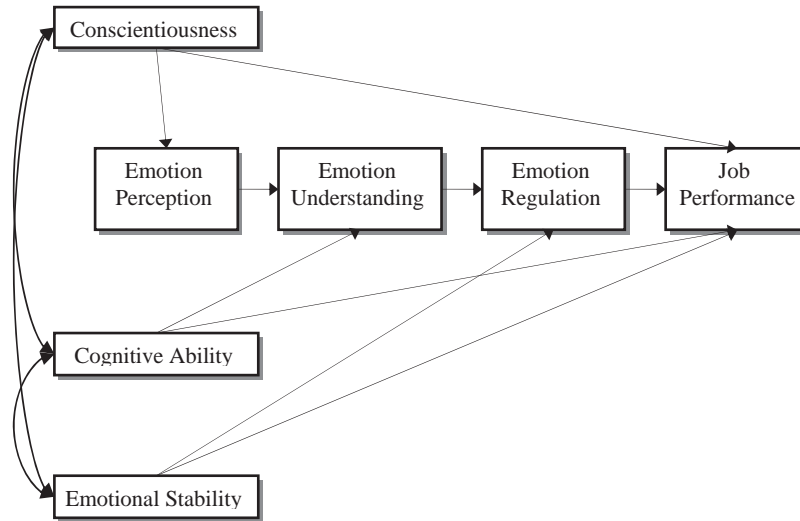 Conscientiousness
Emotion
Perception
Emotion
Understanding
Emotion
Regulation
Job
Performance
Cognitive Ability
Emotional Stability